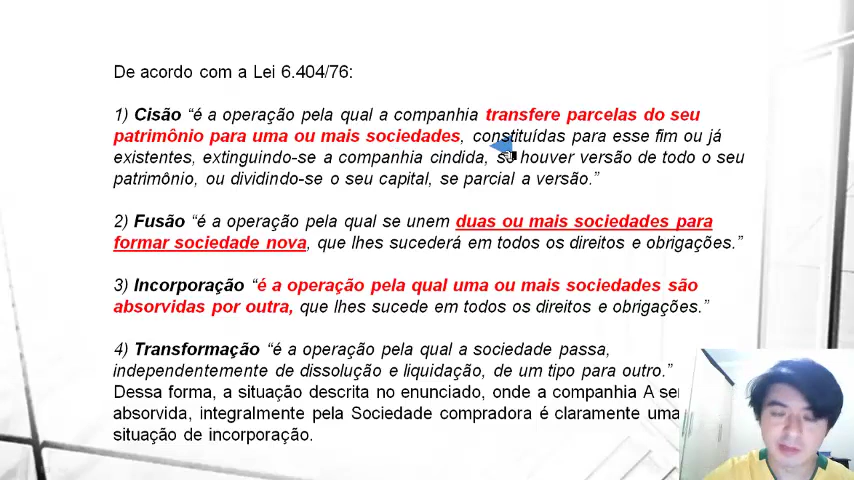 De acordo com a Lei 6.404/76:
1) Cisão “é a operação pela qual a companhia transfere parcelas do seu
patrimônio para uma ou mais sociedades, constituídas para esse fim ou já
existentes, extinguindo-se a companhia cindida, se houver versão de todo o seu
patrimônio, ou dividindo-se o seu capital, se parcial a versão.”
2) Fusão “é a operação pela qual se unem duas ou mais sociedades para
formar sociedade nova, que lhes sucederá em todos os direitos e obrigações.”
3) Incorporação “é a operação pela qual uma ou mais sociedades são
absorvidas por outra, que lhes sucede em todos os direitos e obrigações.”
4) Transformação “é a operação pela qual a sociedade passa,
independentemente de dissolução e liquidação, de um tipo para outro.”
Dessa forma, a situação descrita no enunciado, onde a companhia A
absorvida, integralmente pela Sociedade compradora é claramente uma
situação de incorporação.